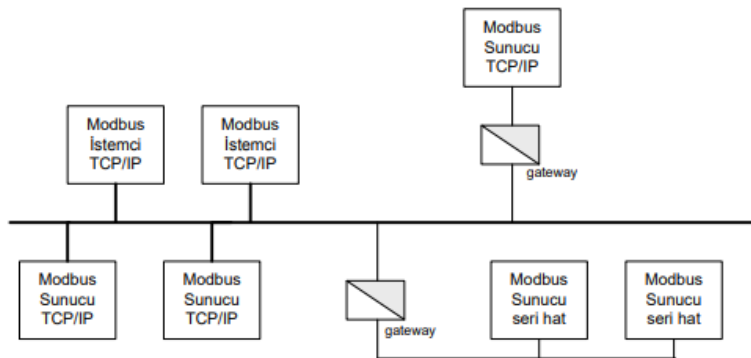 Modbus
Sunucu
TCP/IP
gateway
Modbus
İstemci
TCP/IP
Modbus
İstemci
TCP/IP
Modbus
Sunucu
TCP/IP
Modbus
Sunucu
TCP/IP
gateway
Modbus
Sunucu
seri hat
Modbus
Sunucu
seri hat